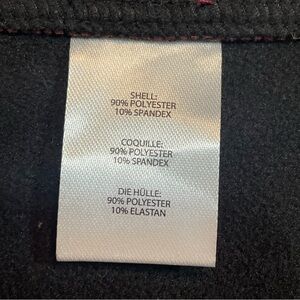 SHELL:
90% POLYESTER
10% SPANDEX
COQUILLE:
90% POLYESTER
10% SPANDEX
DIE HÜLLE:
90% POLYESTER
10% ELASTAN